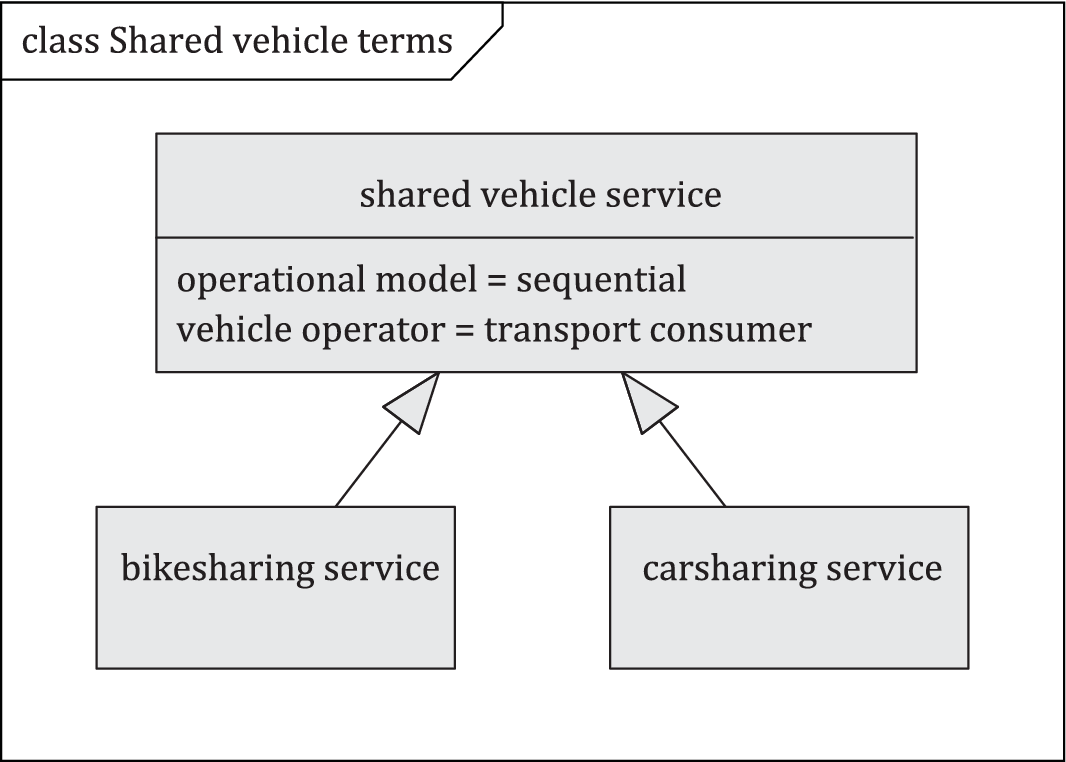 class Shared vehicle terms
shared vehicle service
operational model = sequential
vehicle operator = transport consumer
bikesharing service
carsharing service